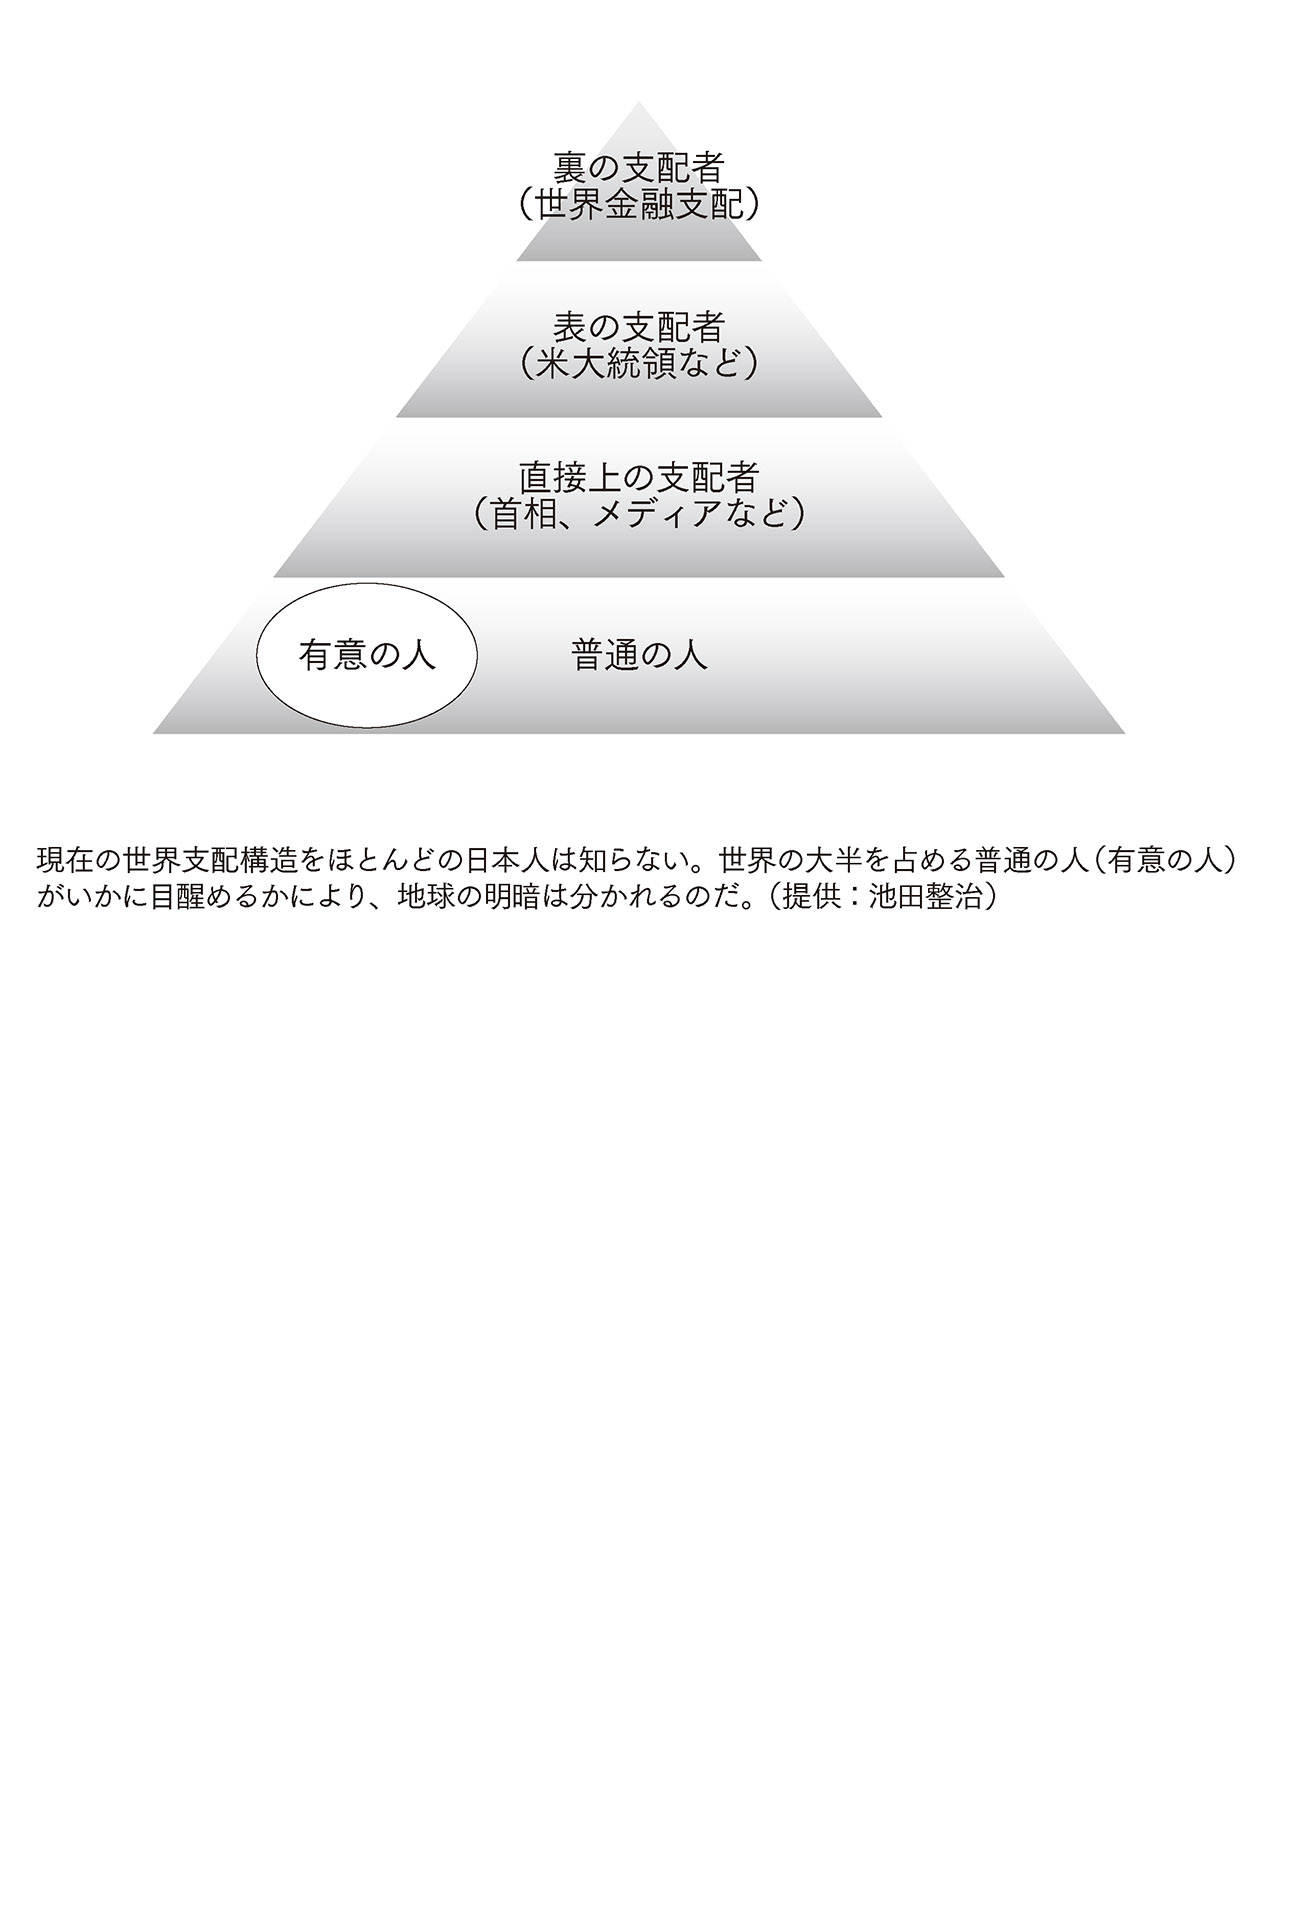 裏の支配者
（世界金融支配）
表の支配者
（米大統領など）
直接上の支配者
（首相、メディアなど）
有意の人
普通の人
現在の世界支配構造をほとんどの日本人は知らない。世界の大半を占める普通の人（有意の人）
がいかに目醒めるかにより、地球の明暗は分かれるのだ。（提供：池田整治）